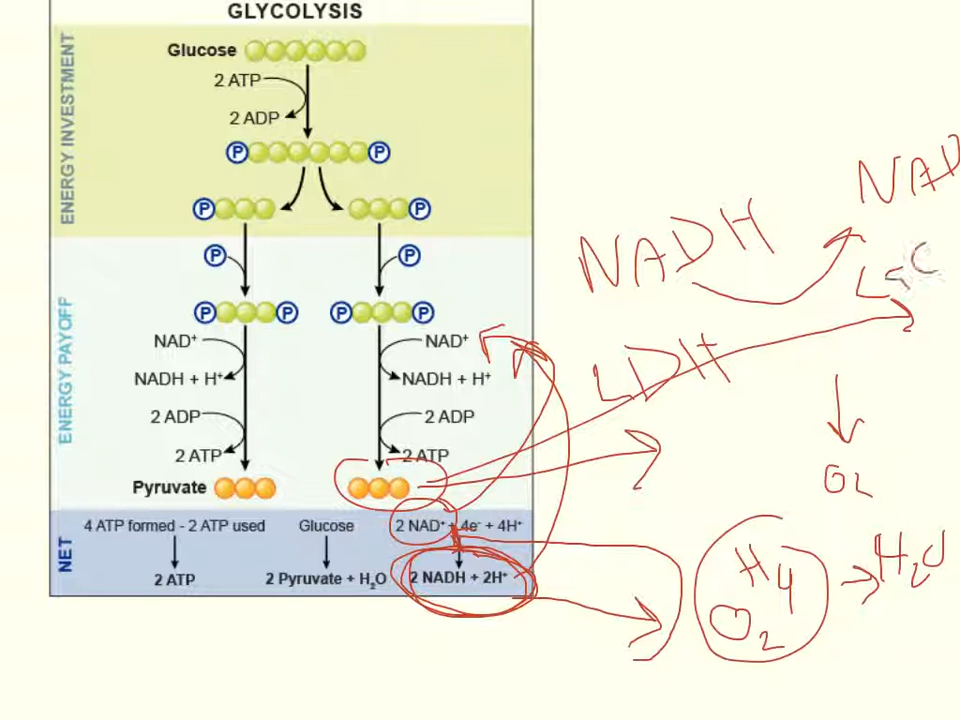 GLYCOLYSIS
ENERGY INVESTMENT
Glucose
2 ATP
2 ADP
P P
P P
ENERGY PAYOFF
P P
P P P P
NAD⁺ NAD⁺
NADH + H⁺ NADH + H⁺
2 ADP 2 ADP
2 ATP 2 ATP
Pyruvate
NET
4 ATP formed - 2 ATP used Glucose 2 NAD⁺ + 4e⁻ + 4H⁺
2 ATP 2 Pyruvate + H₂O 2 NADH + 2H⁺
NAD
NADH
LDH
↓
O2
H4
O2
→ H2O